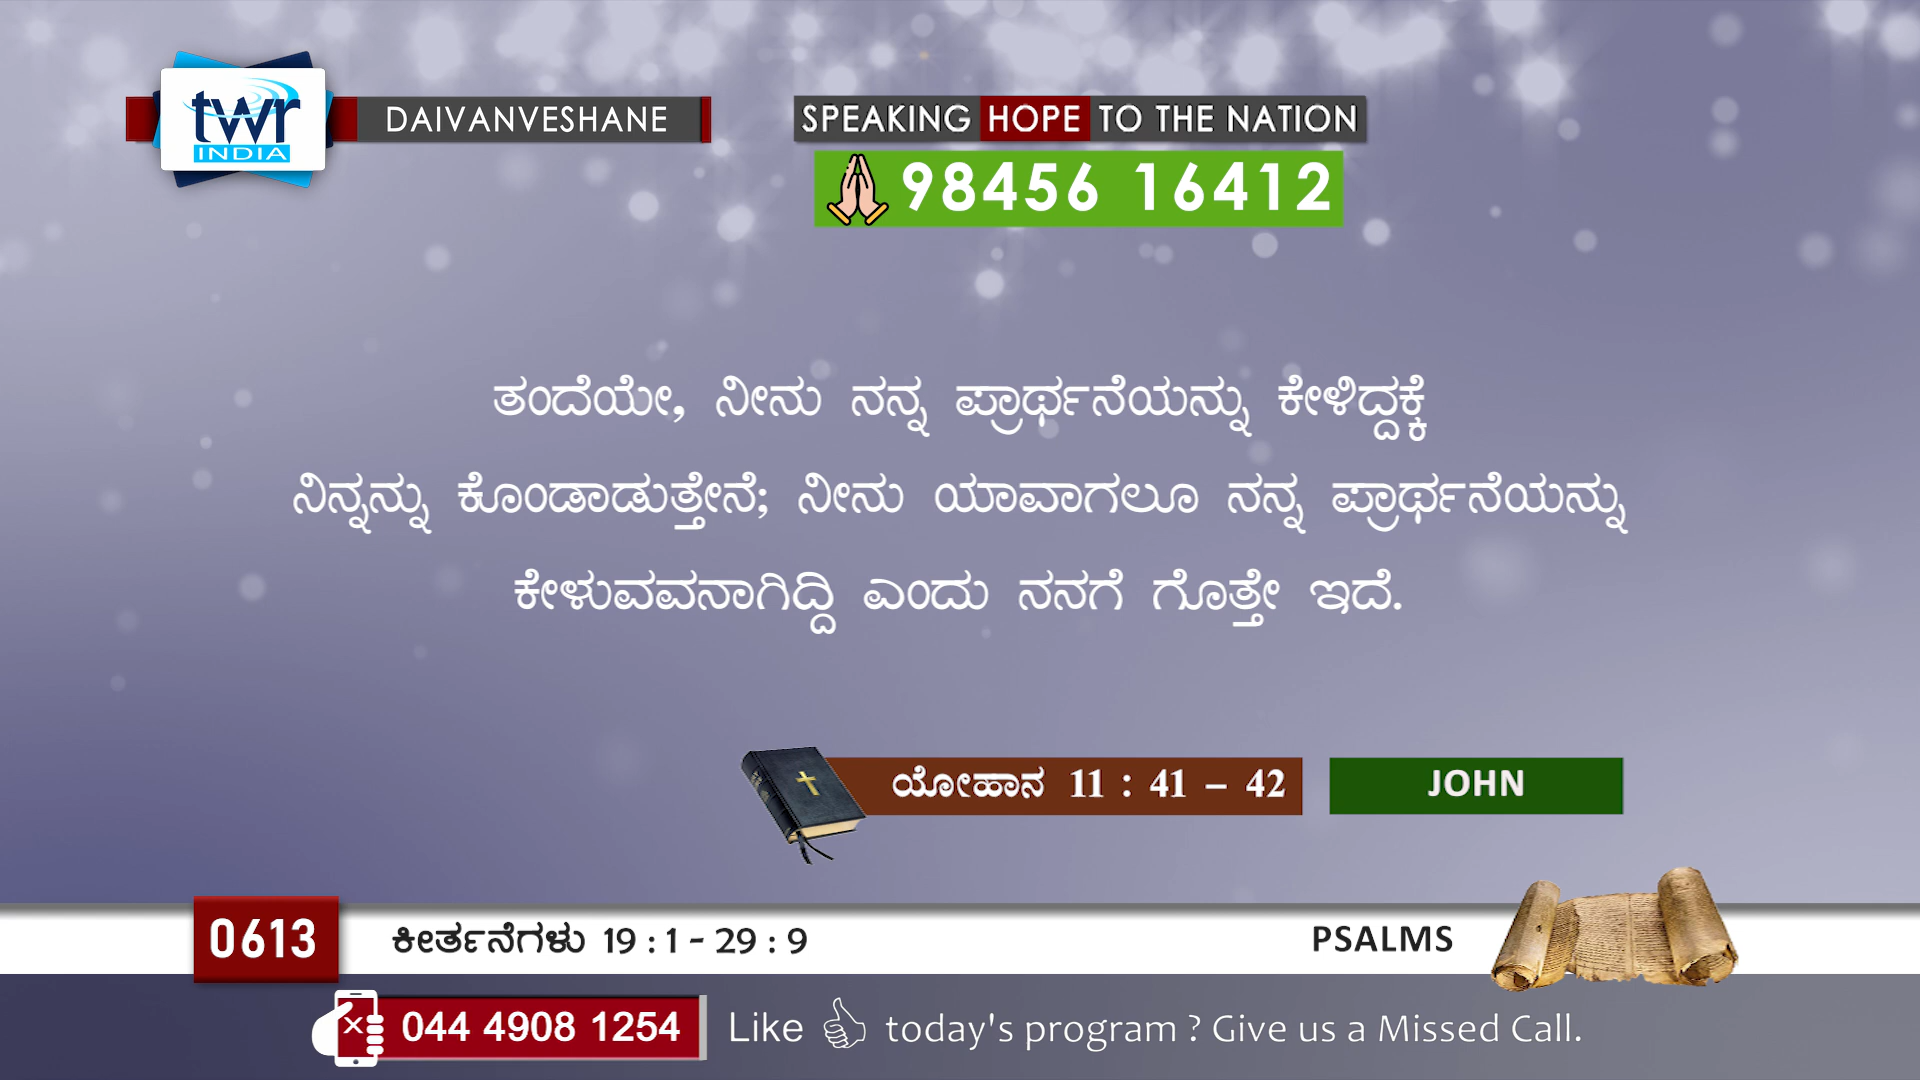 twr
INDIA
DAIVANVESHANE
SPEAKING HOPE TO THE NATION
98456 16412
ತಂದೆಯೇ, ನೀನು ನನ್ನ ಪ್ರಾರ್ಥನೆಯನ್ನು ಕೇಳಿದ್ದಕ್ಕೆ
ನಿನ್ನನ್ನು ಕೊಂಡಾಡುತ್ತೇನೆ; ನೀನು ಯಾವಾಗಲೂ ನನ್ನ ಪ್ರಾರ್ಥನೆಯನ್ನು
ಕೇಳುವವನಾಗಿದ್ದಿ ಎಂದು ನನಗೆ ಗೊತ್ತೇ ಇದೆ.
ಯೋಹಾನ 11 : 41 – 42
JOHN
0613
ಕೀರ್ತನೆಗಳು 19 : 1 - 29 : 9
PSALMS
044 4908 1254
Like today's program ? Give us a Missed Call.